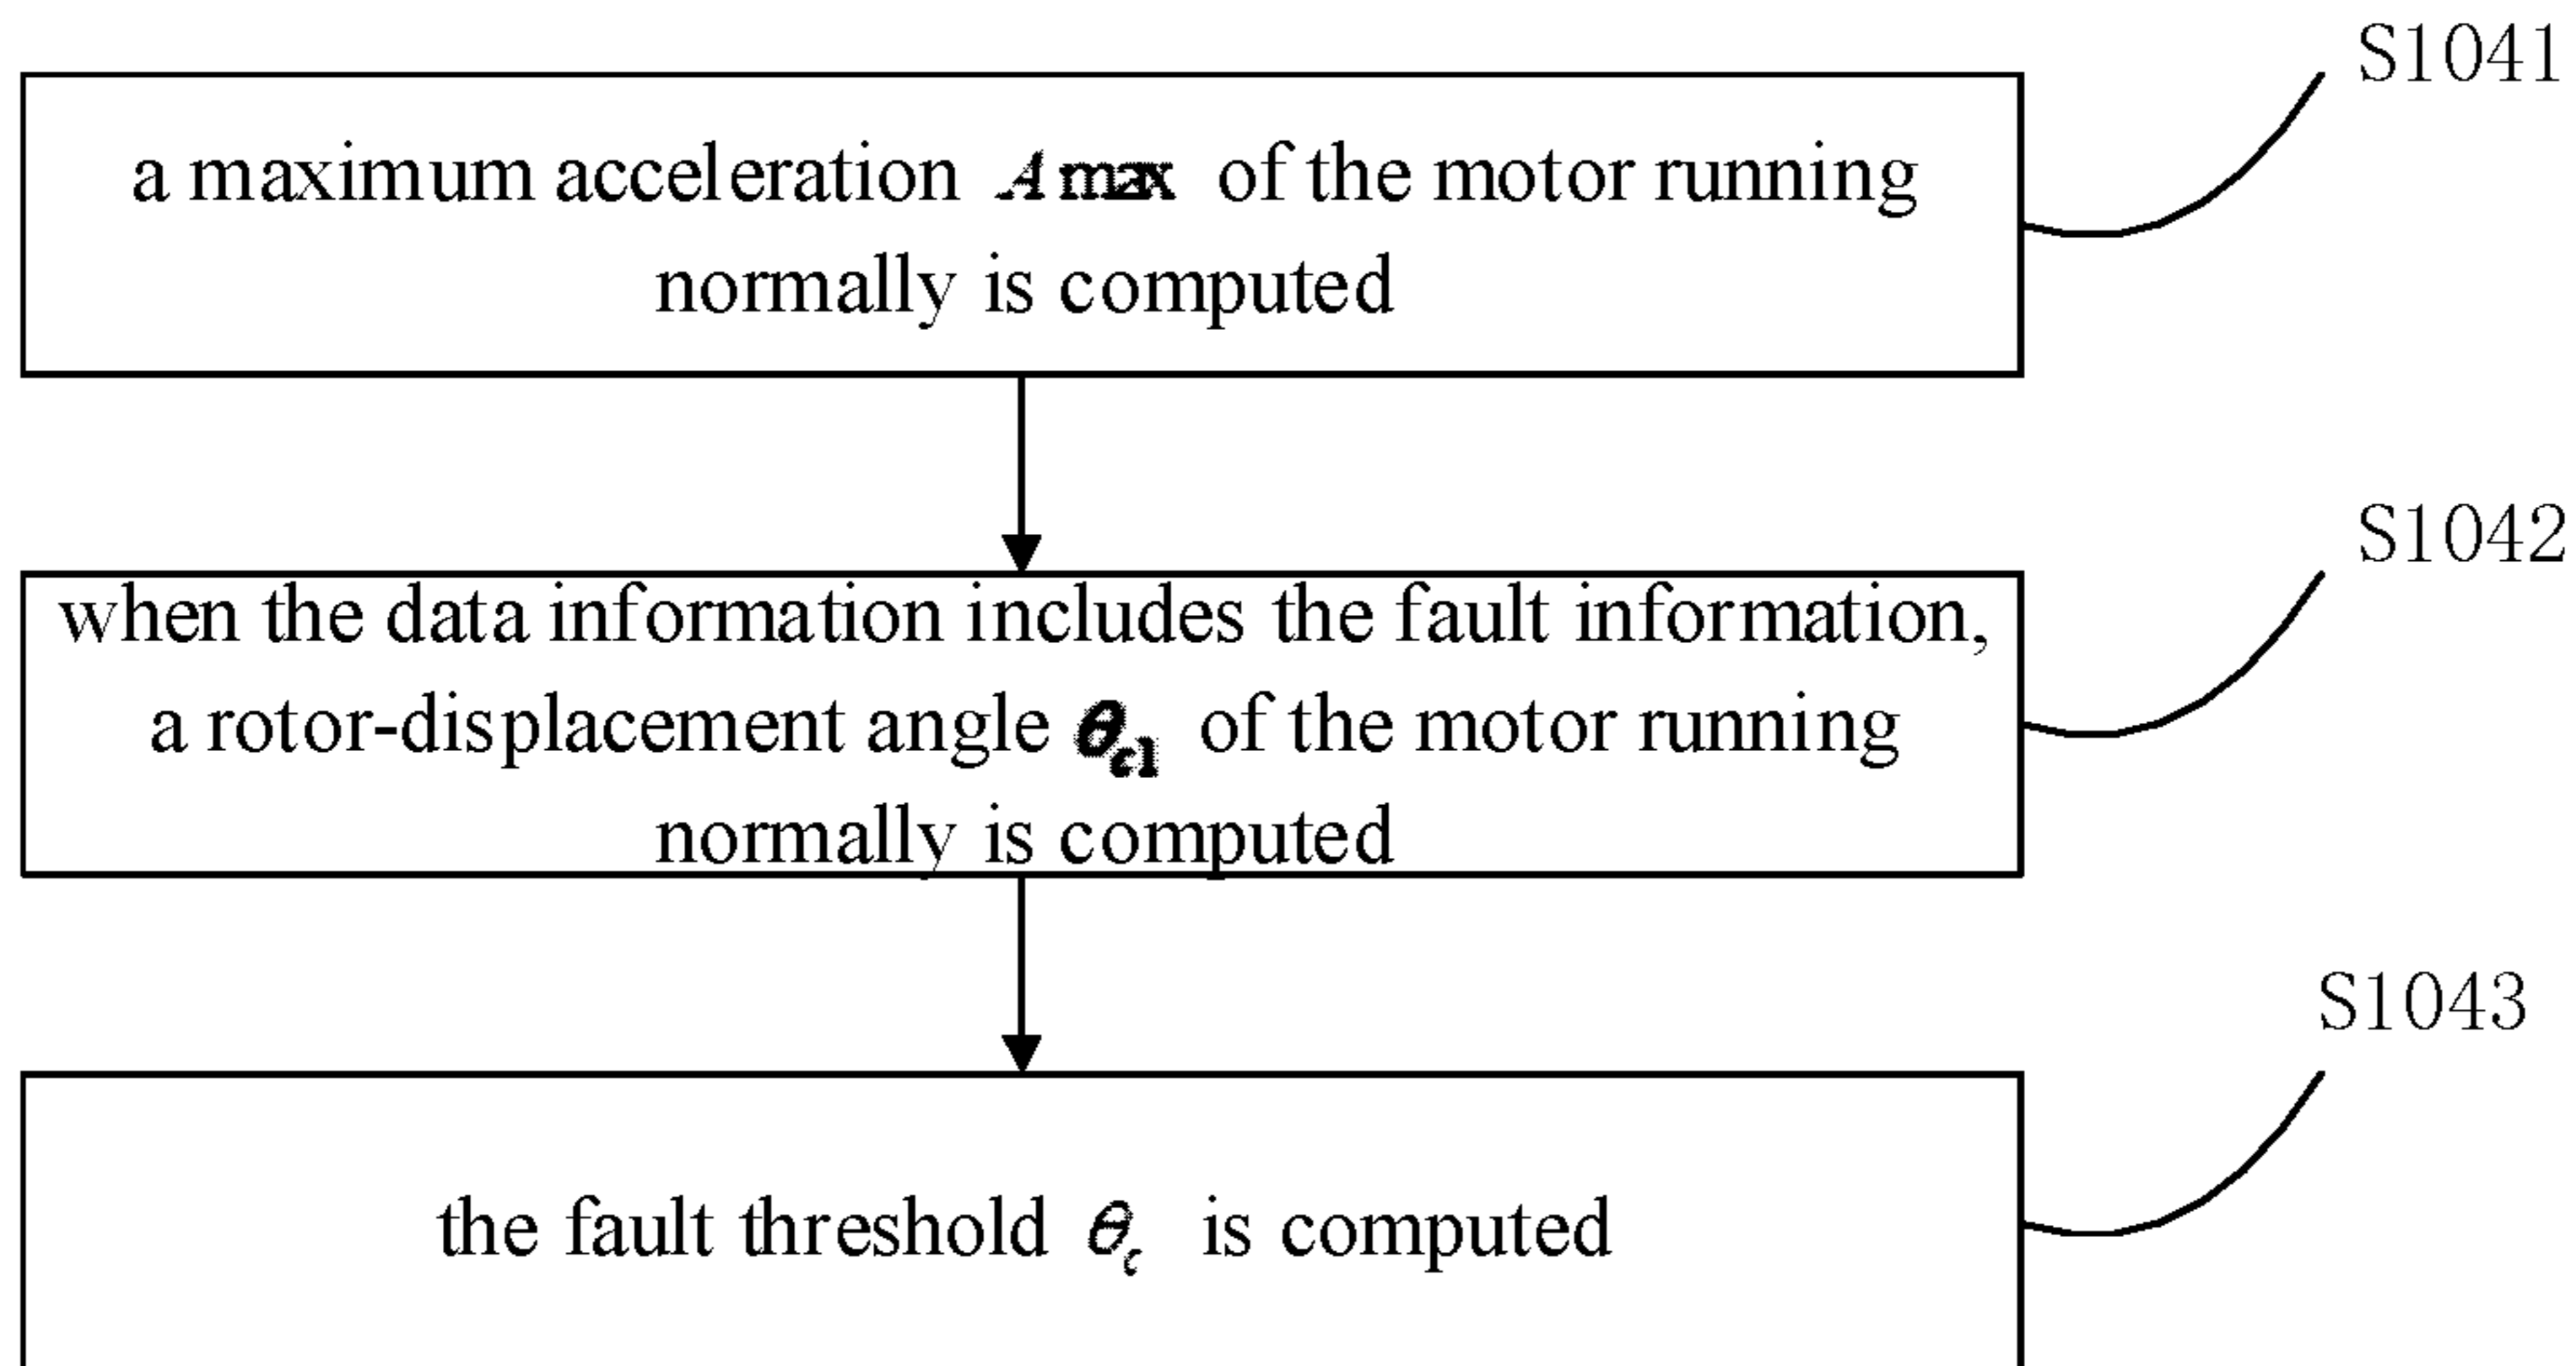 S1041
a maximum acceleration A max of the motor running
normally is computed
S1042
when the data information includes the fault information,
a rotor-displacement angle θc1 of the motor running
normally is computed
S1043
the fault threshold θc is computed